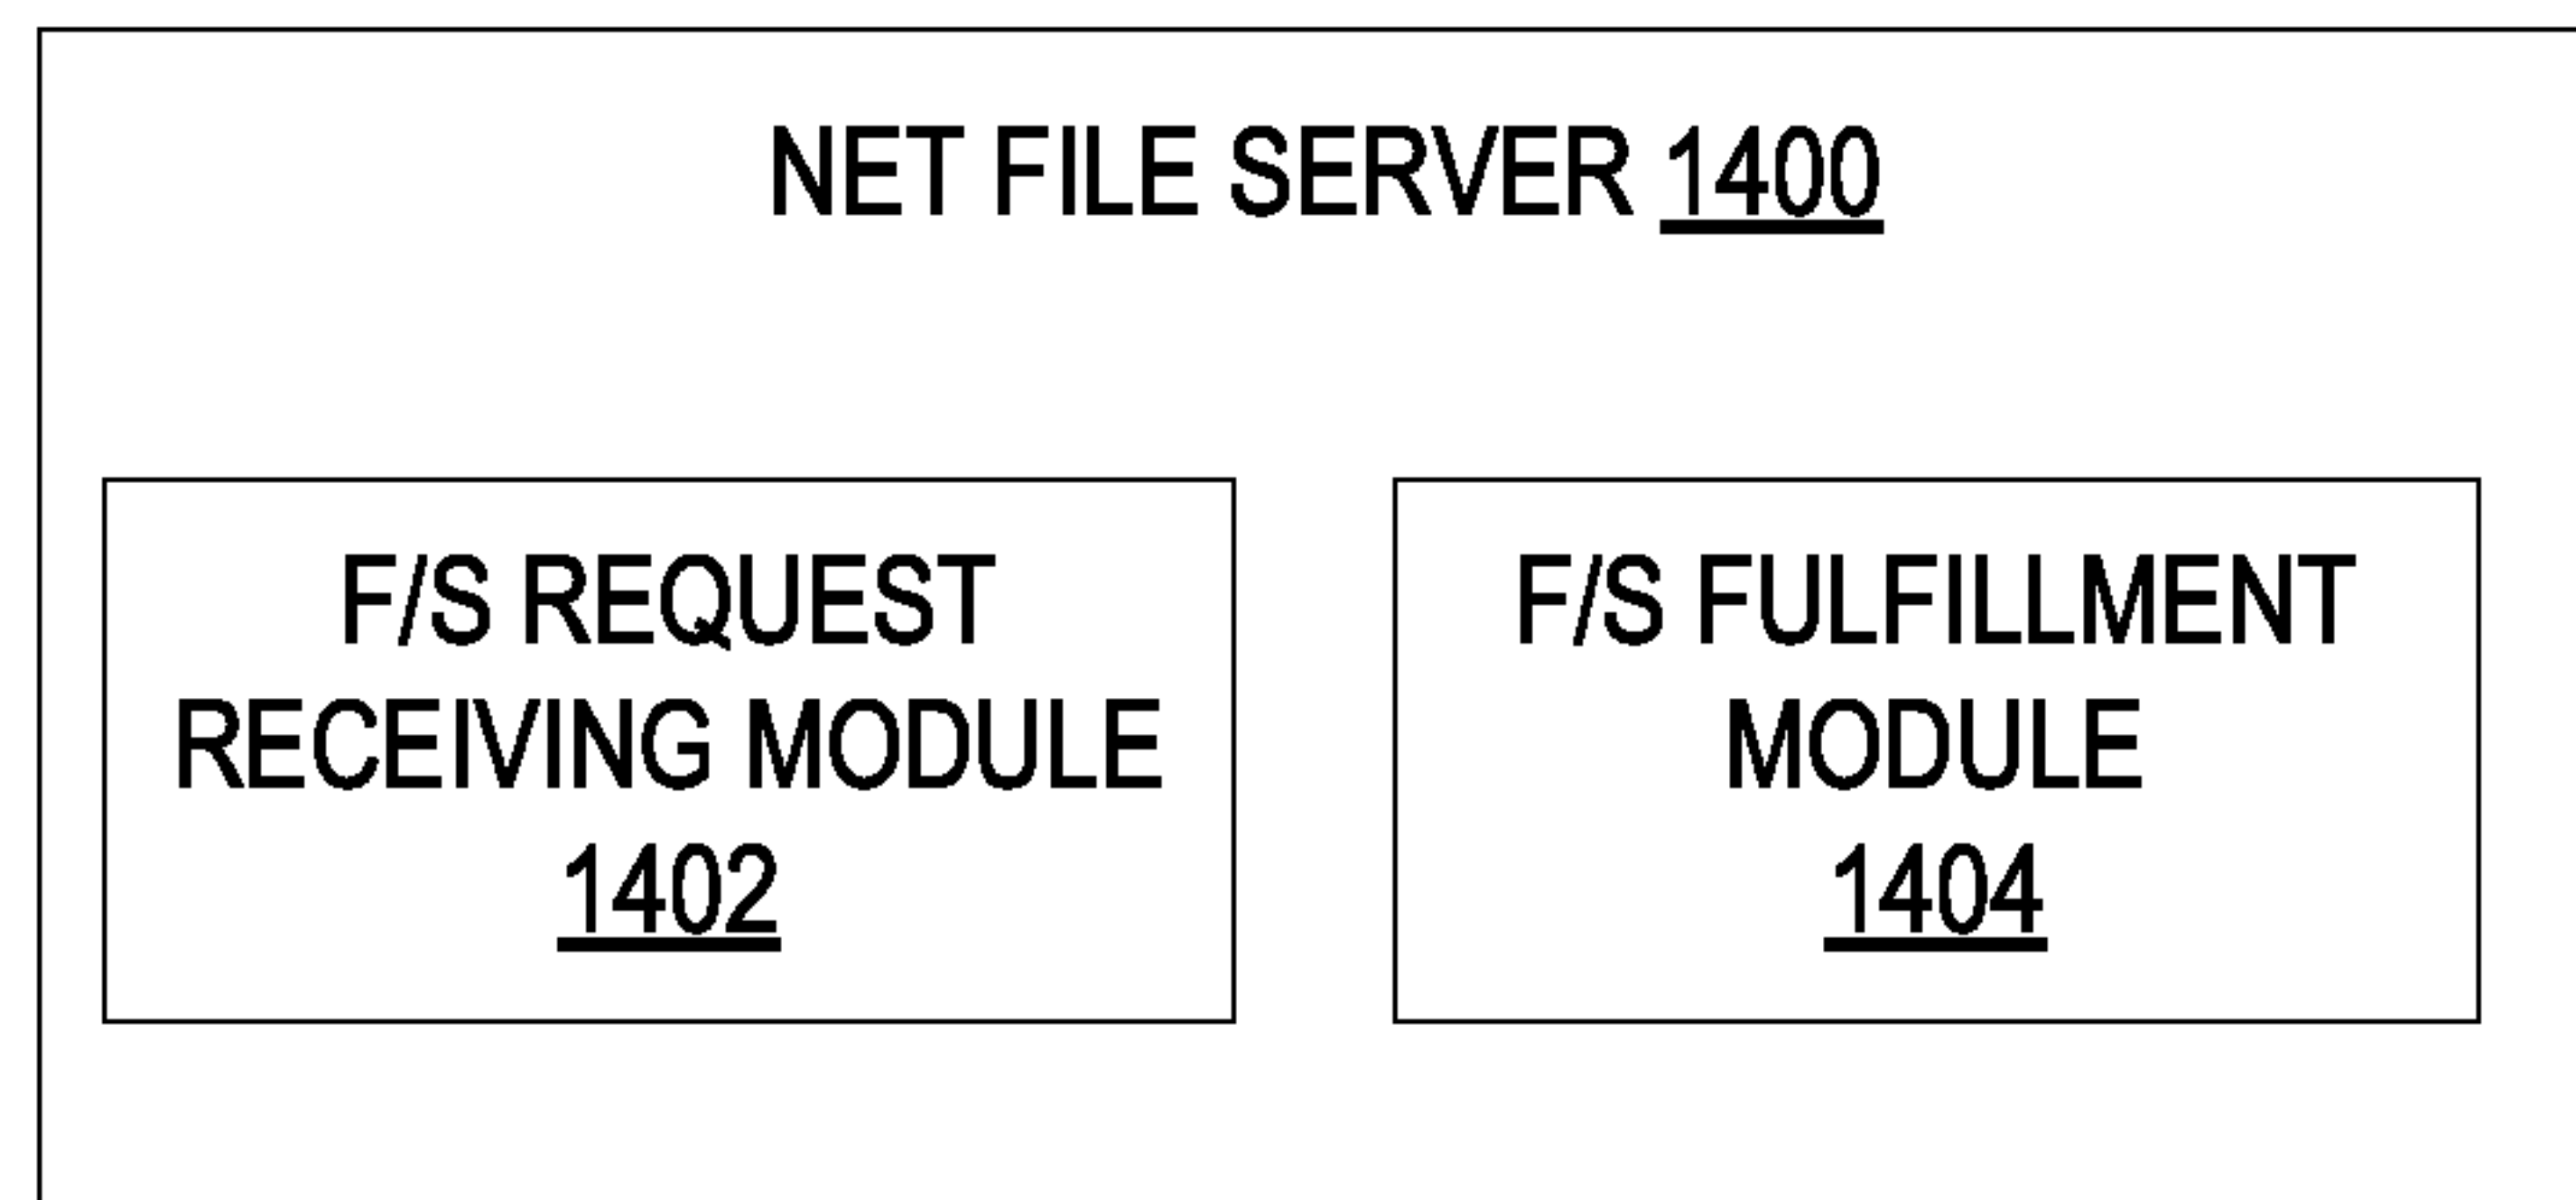 NET FILE SERVER 1400
F/S REQUEST
RECEIVING MODULE
1402
F/S FULFILLMENT
MODULE
1404